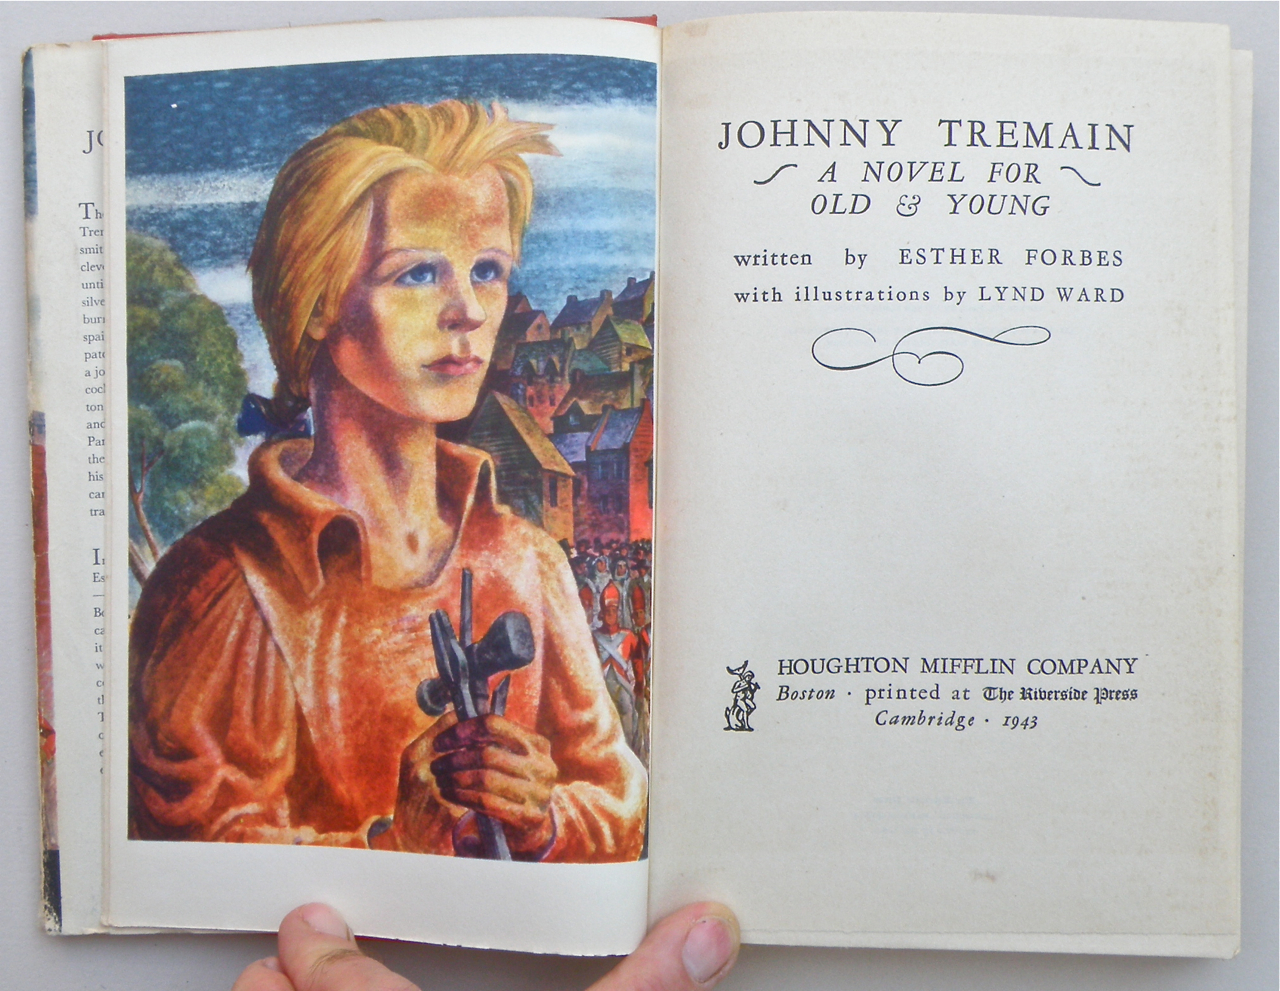 JOHNNY TREMAIN
A NOVEL FOR
OLD & YOUNG
written by ESTHER FORBES
with illustrations by LYND WARD
HOUGHTON MIFFLIN COMPANY
Boston · printed at The Riverside Press
Cambridge · 1943